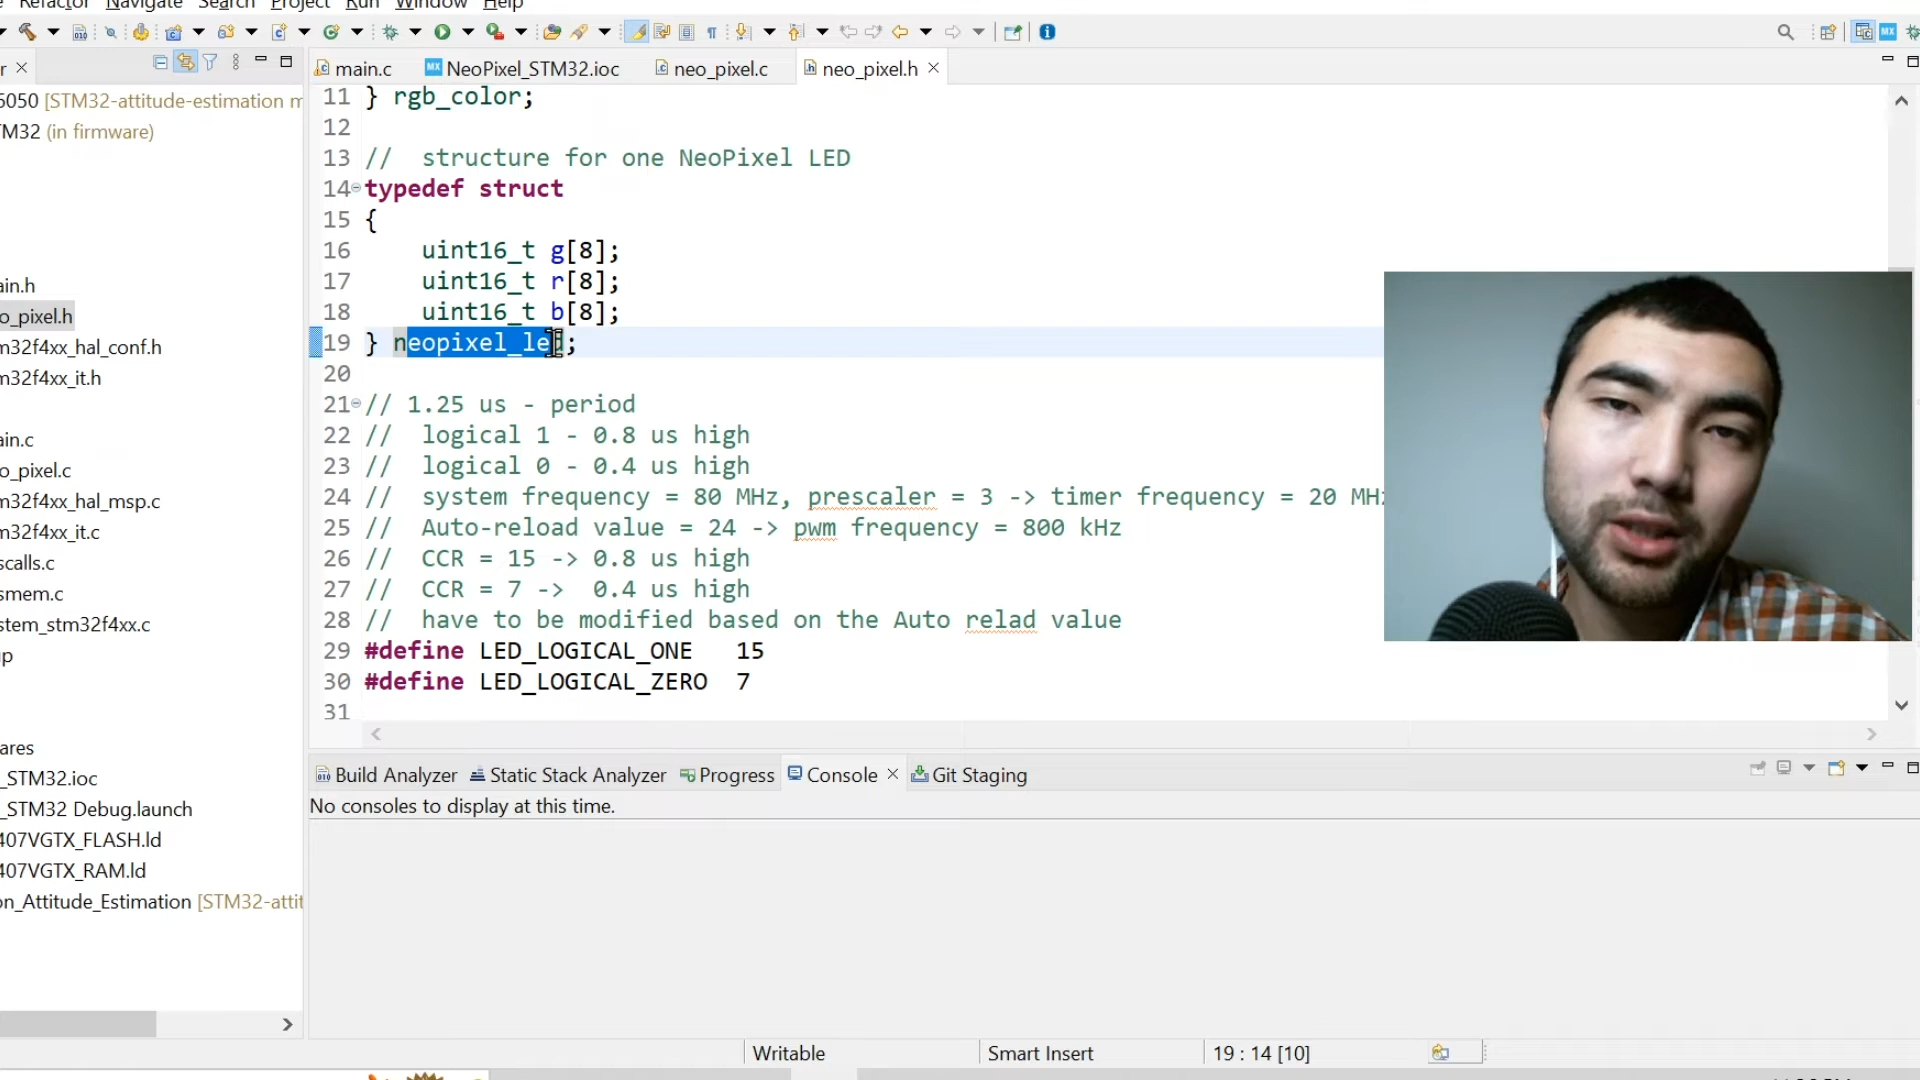 Refactor Navigate Search Project Run Window Help
main.c NeoPixel_STM32.ioc neo_pixel.c neo_pixel.h
6050 [STM32-attitude-estimation m
TM32 (in firmware)
ain.h
o_pixel.h
m32f4xx_hal_conf.h
m32f4xx_it.h
ain.c
o_pixel.c
m32f4xx_hal_msp.c
m32f4xx_it.c
scalls.c
smem.c
stem_stm32f4xx.c
up
ares
_STM32.ioc
_STM32 Debug.launch
407VGTX_FLASH.ld
407VGTX_RAM.ld
on_Attitude_Estimation [STM32-attit
11 } rgb_color;
12
13 // structure for one NeoPixel LED
14 typedef struct
15 {
16 uint16_t g[8];
17 uint16_t r[8];
18 uint16_t b[8];
19 } neopixel_led;
20
21 // 1.25 us - period
22 // logical 1 - 0.8 us high
23 // logical 0 - 0.4 us high
24 // system frequency = 80 MHz, prescaler = 3 -> timer frequency = 20 MHz
25 // Auto-reload value = 24 -> pwm frequency = 800 kHz
26 // CCR = 15 -> 0.8 us high
27 // CCR = 7 -> 0.4 us high
28 // have to be modified based on the Auto relad value
29 #define LED_LOGICAL_ONE 15
30 #define LED_LOGICAL_ZERO 7
31
Build Analyzer Static Stack Analyzer Progress Console Git Staging
No consoles to display at this time.
Writable Smart Insert 19 : 14 [10]